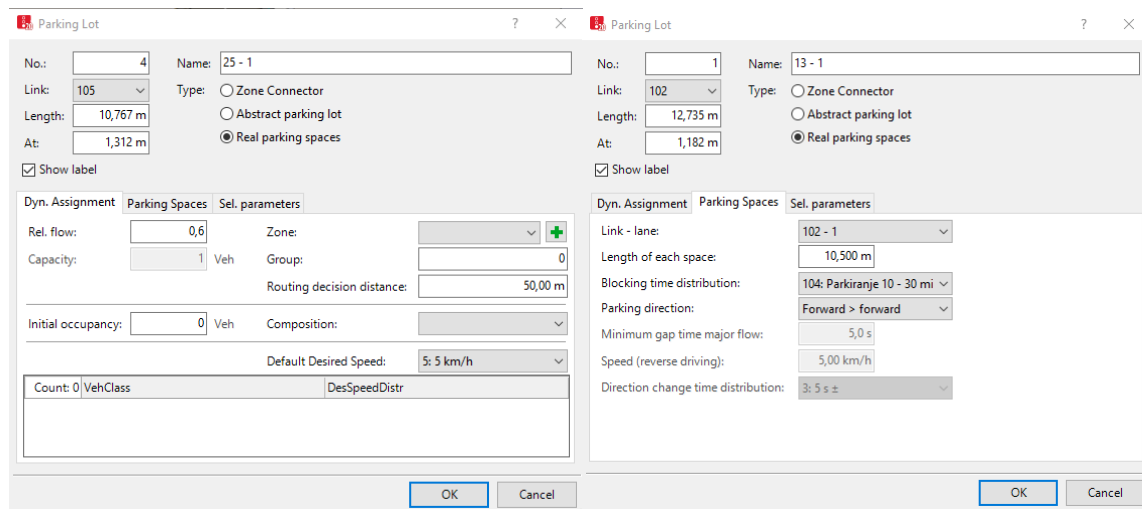 Parking Lot ?
No.: 4 Name: 25 - 1
Link: 105 Type: Zone Connector
Length: 10,767 m Abstract parking lot
At: 1,312 m Real parking spaces
Show label
Dyn. Assignment Parking Spaces Sel. parameters
Rel. flow: 0,6 Zone:
Capacity: 1 Veh Group: 0
Routing decision distance: 50,00 m
Initial occupancy: 0 Veh Composition:
Default Desired Speed: 5: 5 km/h
Count: 0 VehClass DesSpeedDistr
OK Cancel
Parking Lot ?
No.: 1 Name: 13 - 1
Link: 102 Type: Zone Connector
Length: 12,735 m Abstract parking lot
At: 1,182 m Real parking spaces
Show label
Dyn. Assignment Parking Spaces Sel. parameters
Link - lane: 102 - 1
Length of each space: 10,500 m
Blocking time distribution: 104: Parkiranje 10 - 30 mi
Parking direction: Forward > forward
Minimum gap time major flow: 5,0 s
Speed (reverse driving): 5,00 km/h
Direction change time distribution: 3: 5 s ±
OK Cancel